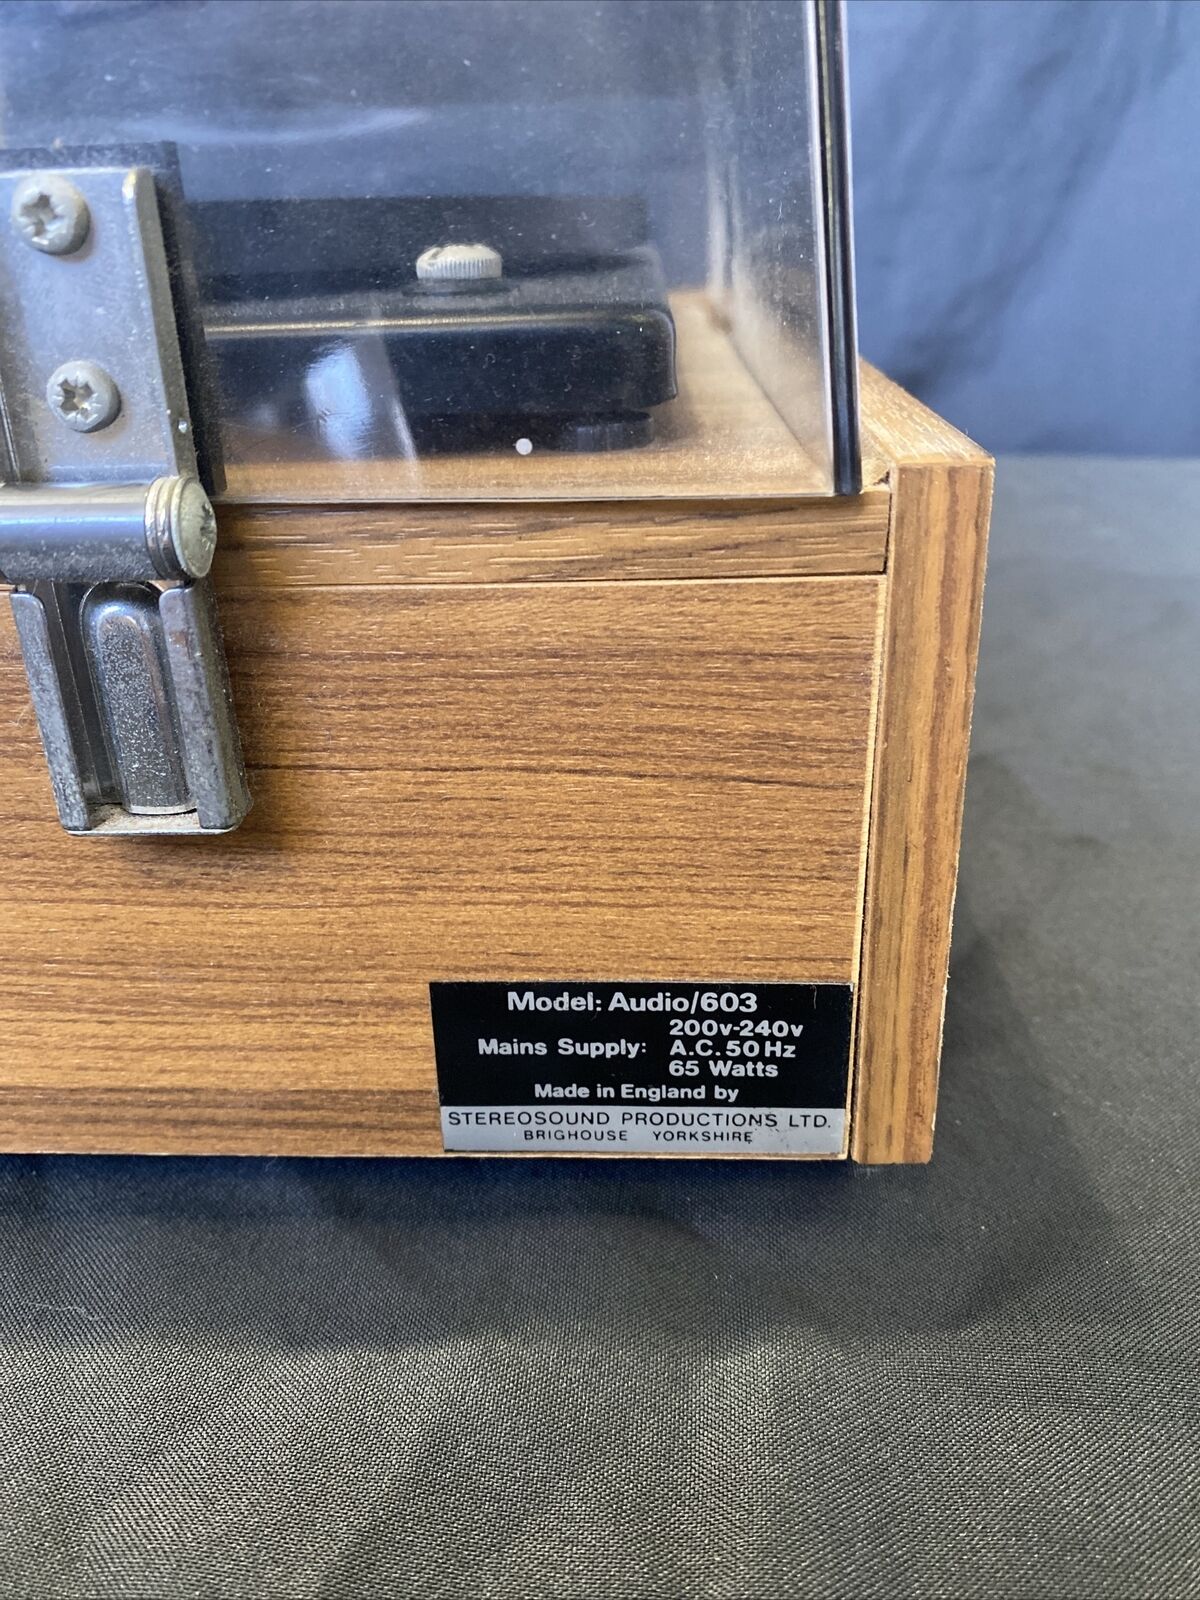 Model: Audio/603
200v-240v
Mains Supply: A.C. 50 Hz
65 Watts
Made in England by
STEREOSOUND PRODUCTIONS LTD.
BRIGHOUSE YORKSHIRE